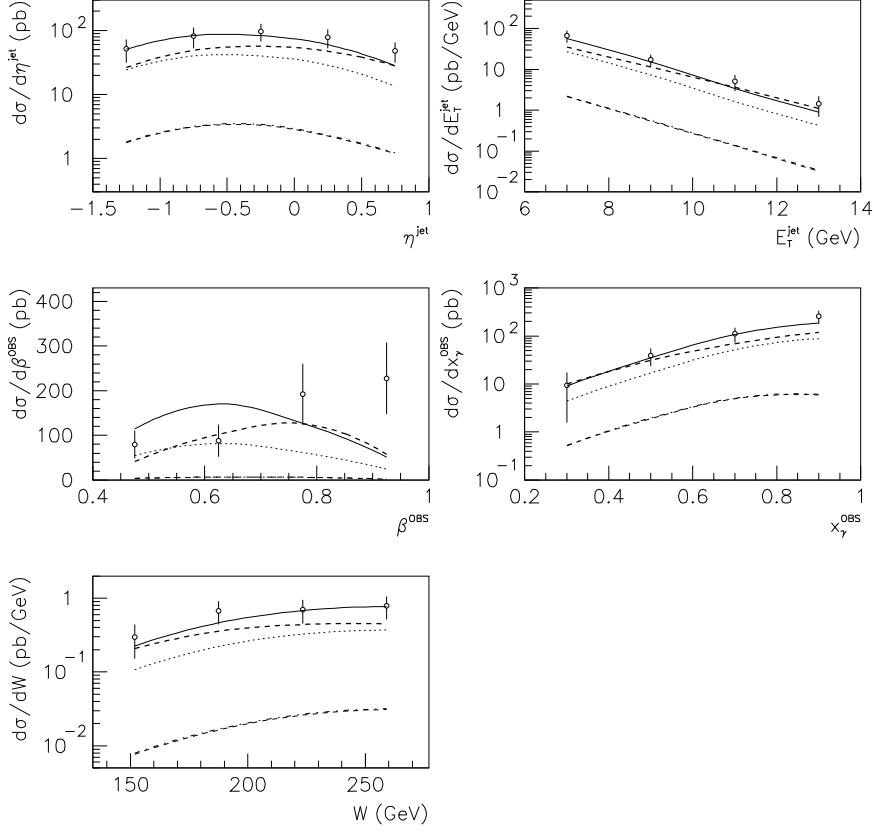 dσ/dη^jet (pb)
10^2
10
1
−1.5 −1 −0.5 0 0.5 1
η^jet
dσ/dE_T^jet (pb/GeV)
10^2
10
1
10^-1
10^-2
6 8 10 12 14
E_T^jet (GeV)
dσ/dβ^OBS (pb)
400
300
200
100
0
0.4 0.6 0.8 1
β^OBS
dσ/dx_γ^OBS (pb)
10^3
10^2
10
1
10^-1
0.2 0.4 0.6 0.8 1
x_γ^OBS
dσ/dW (pb/GeV)
1
10^-1
10^-2
150 200 250
W (GeV)